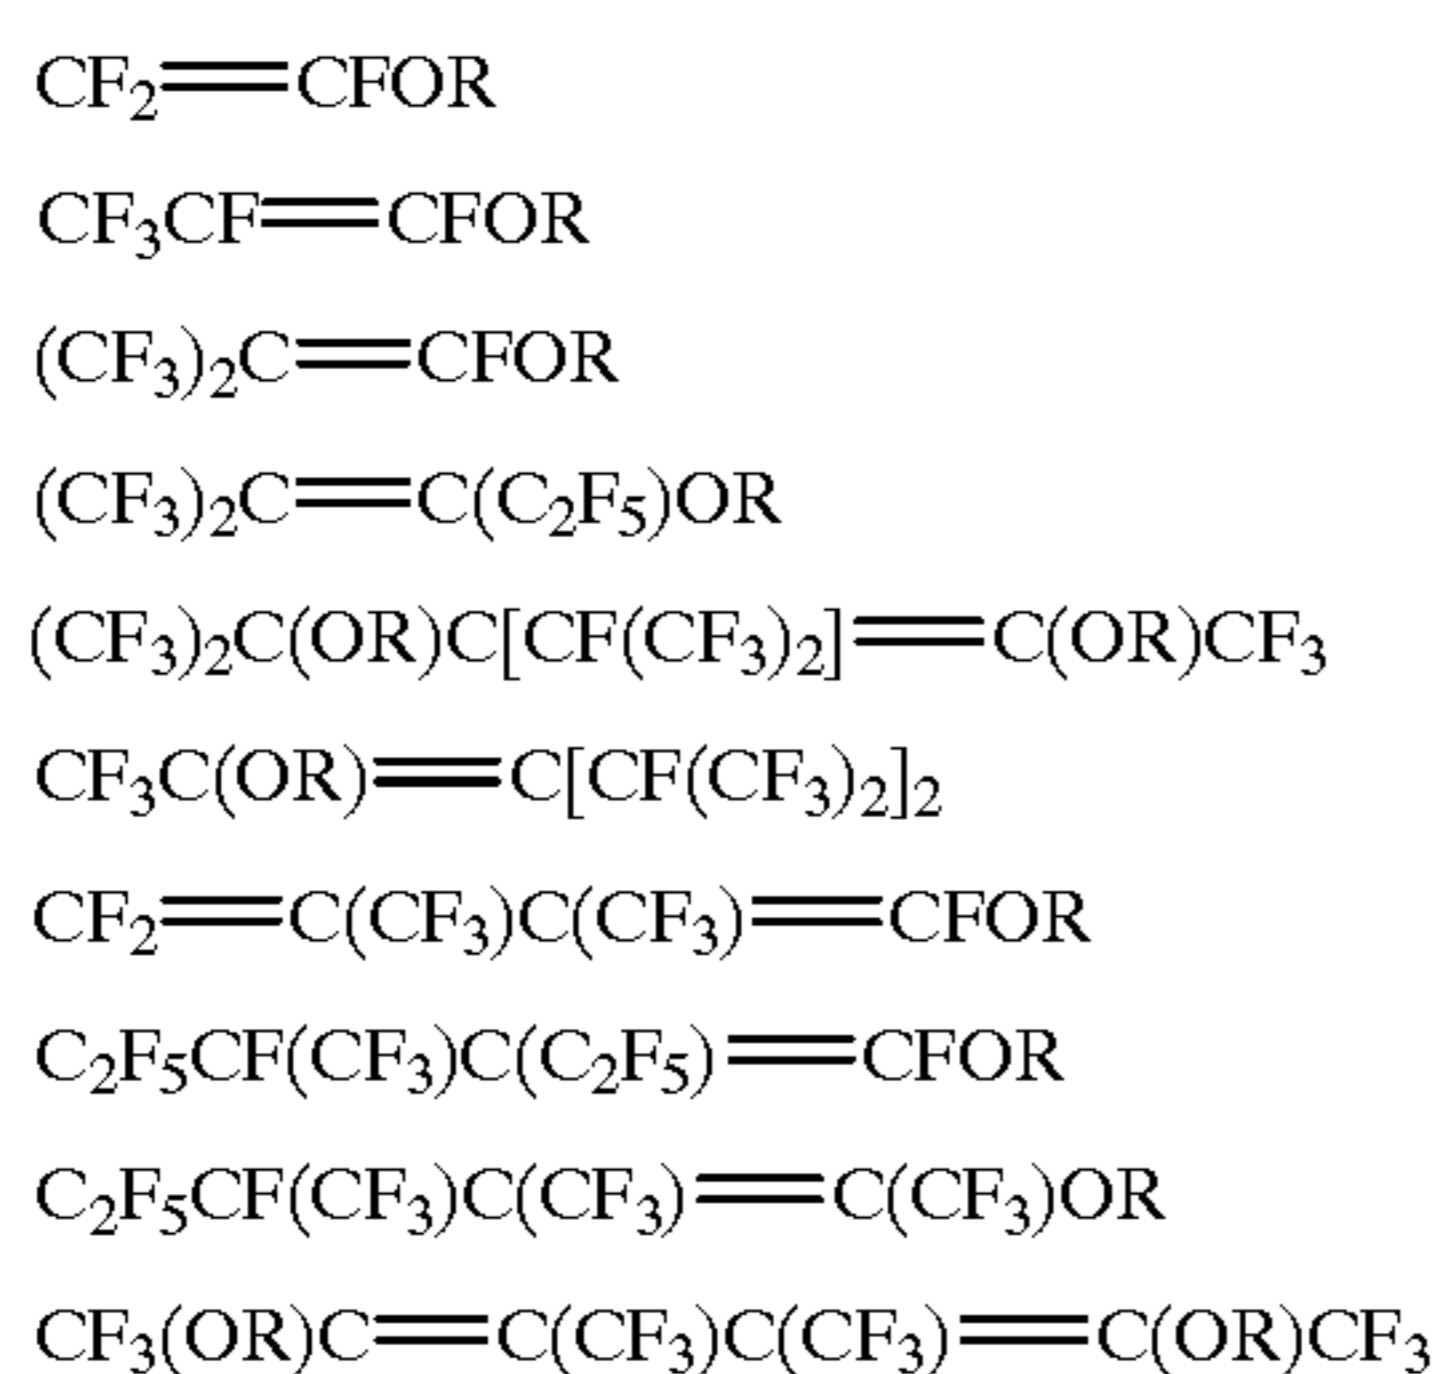 CF₂=CFOR
CF₃CF=CFOR
(CF₃)₂C=CFOR
(CF₃)₂C=C(C₂F₅)OR
(CF₃)₂C(OR)C[CF(CF₃)₂]=C(OR)CF₃
CF₃C(OR)=C[CF(CF₃)₂]₂
CF₂=C(CF₃)C(CF₃)=CFOR
C₂F₅CF(CF₃)C(C₂F₅)=CFOR
C₂F₅CF(CF₃)C(CF₃)=C(CF₃)OR
CF₃(OR)C=C(CF₃)C(CF₃)=C(OR)CF₃